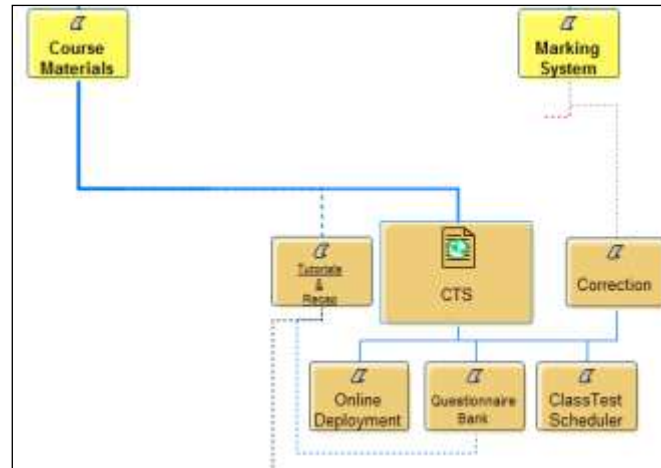 Course
Materials
Marking
System
Tutorials
&
Recap
CTS
Correction
Online
Deployment
Questionnaire
Bank
ClassTest
Scheduler